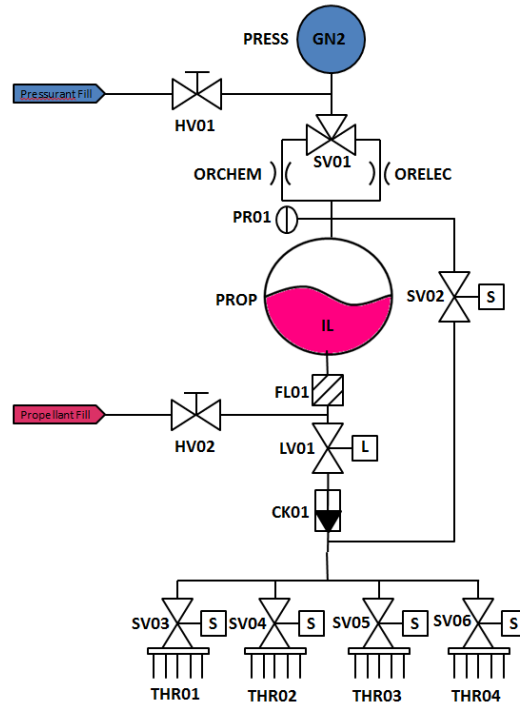 PRESS GN2
Pressurant Fill
HV01
SV01
ORCHEM ORELEC
PR01
PROP IL SV02 S
FL01
Propellant Fill
HV02 LV01 L
CK01
SV03 S SV04 S SV05 S SV06 S
THR01 THR02 THR03 THR04